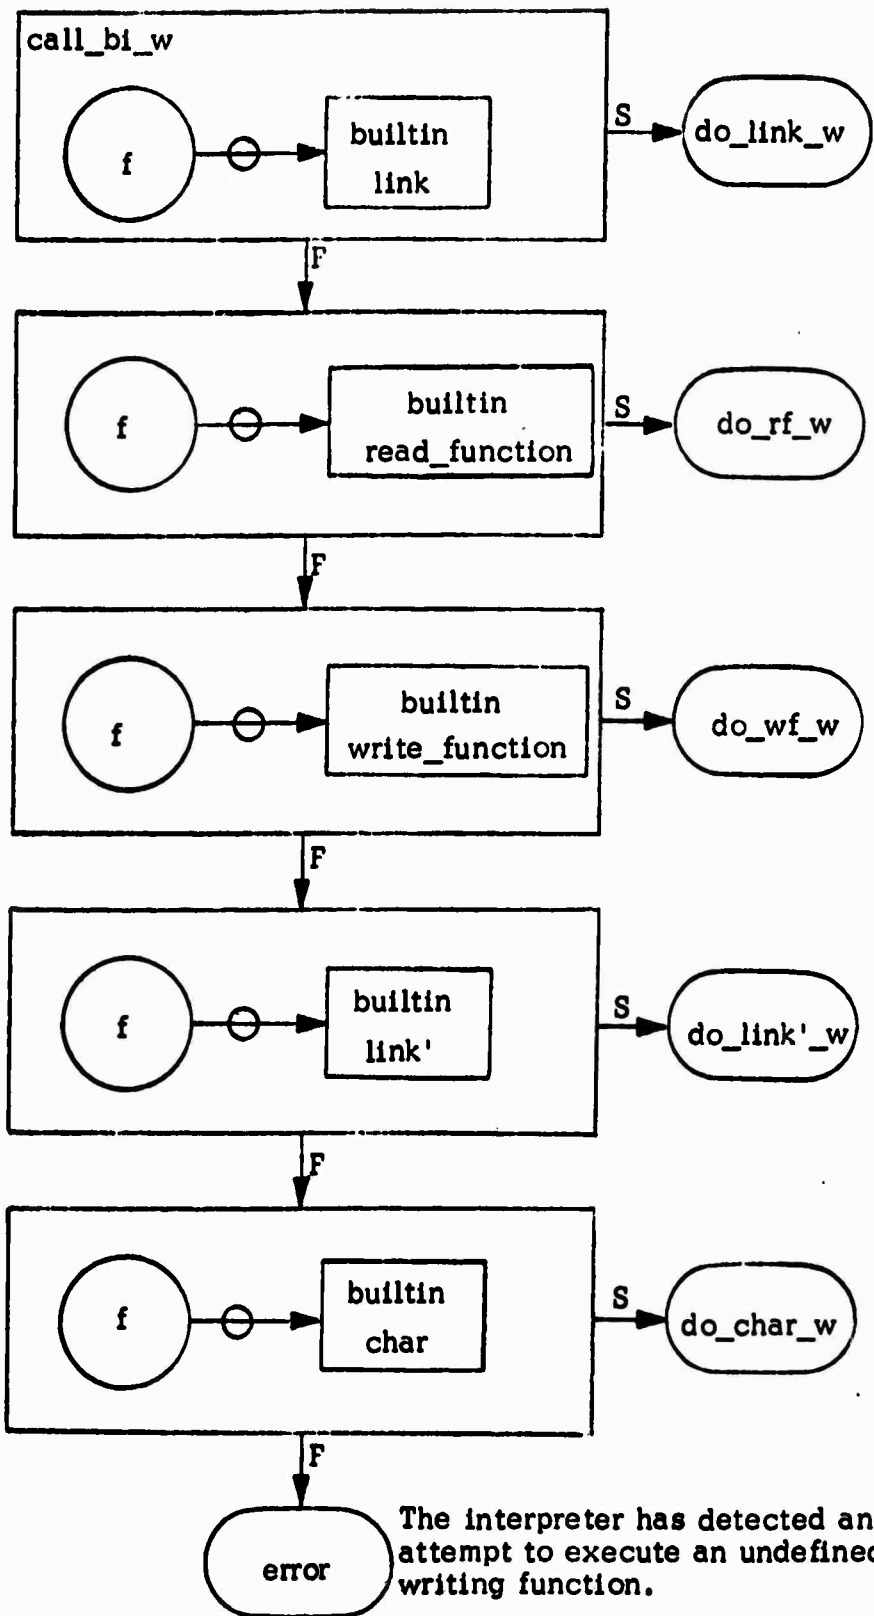 call_bi_w
f
builtin
link
S
do_link_w
F
f
builtin
read_function
S
do_rf_w
F
f
builtin
write_function
S
do_wf_w
F
f
builtin
link'
S
do_link'_w
F
f
builtin
char
S
do_char_w
F
error
The interpreter has detected an
attempt to execute an undefined
writing function.